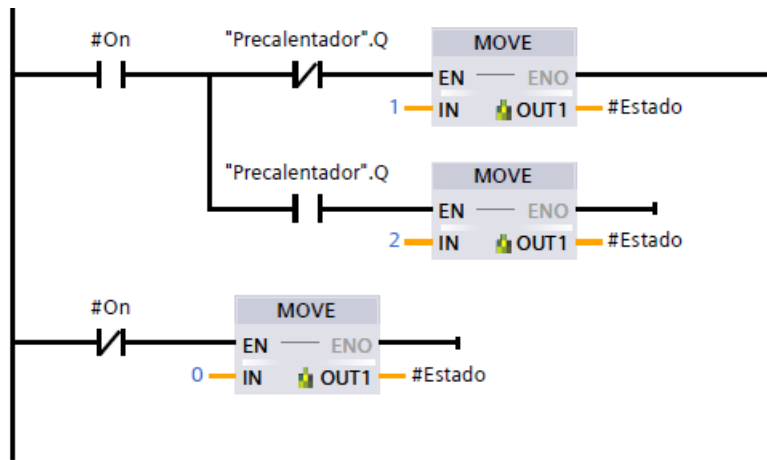 #On "Precalentador".Q MOVE
EN ENO
1 IN OUT1 #Estado
"Precalentador".Q MOVE
EN ENO
2 IN OUT1 #Estado
#On MOVE
EN ENO
0 IN OUT1 #Estado